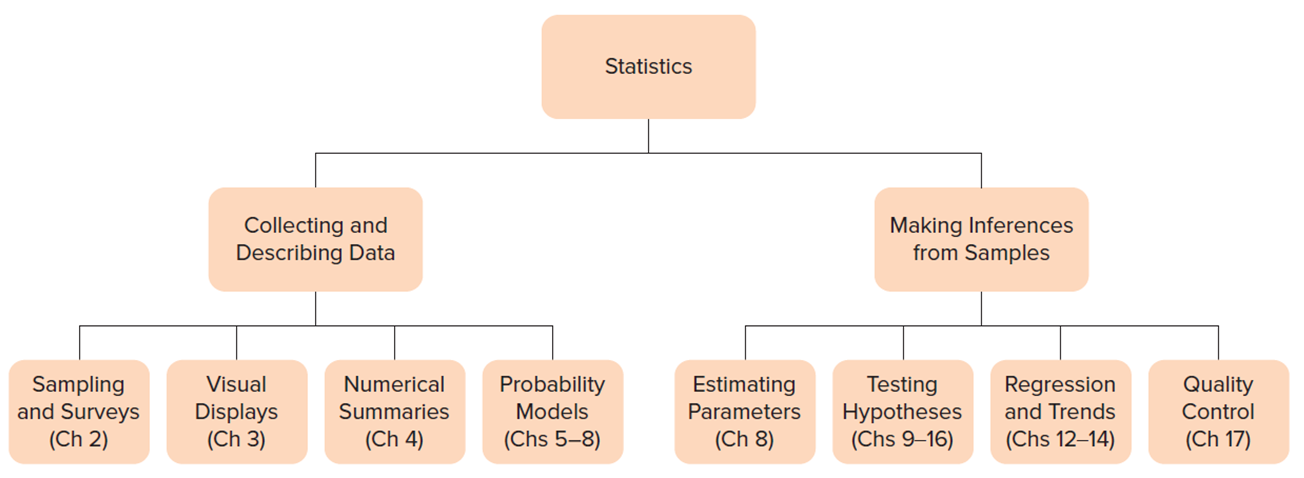 Statistics
Collecting and
Describing Data
Making Inferences
from Samples
Sampling
and Surveys
(Ch 2)
Visual
Displays
(Ch 3)
Numerical
Summaries
(Ch 4)
Probability
Models
(Chs 5–8)
Estimating
Parameters
(Ch 8)
Testing
Hypotheses
(Chs 9–16)
Regression
and Trends
(Chs 12–14)
Quality
Control
(Ch 17)